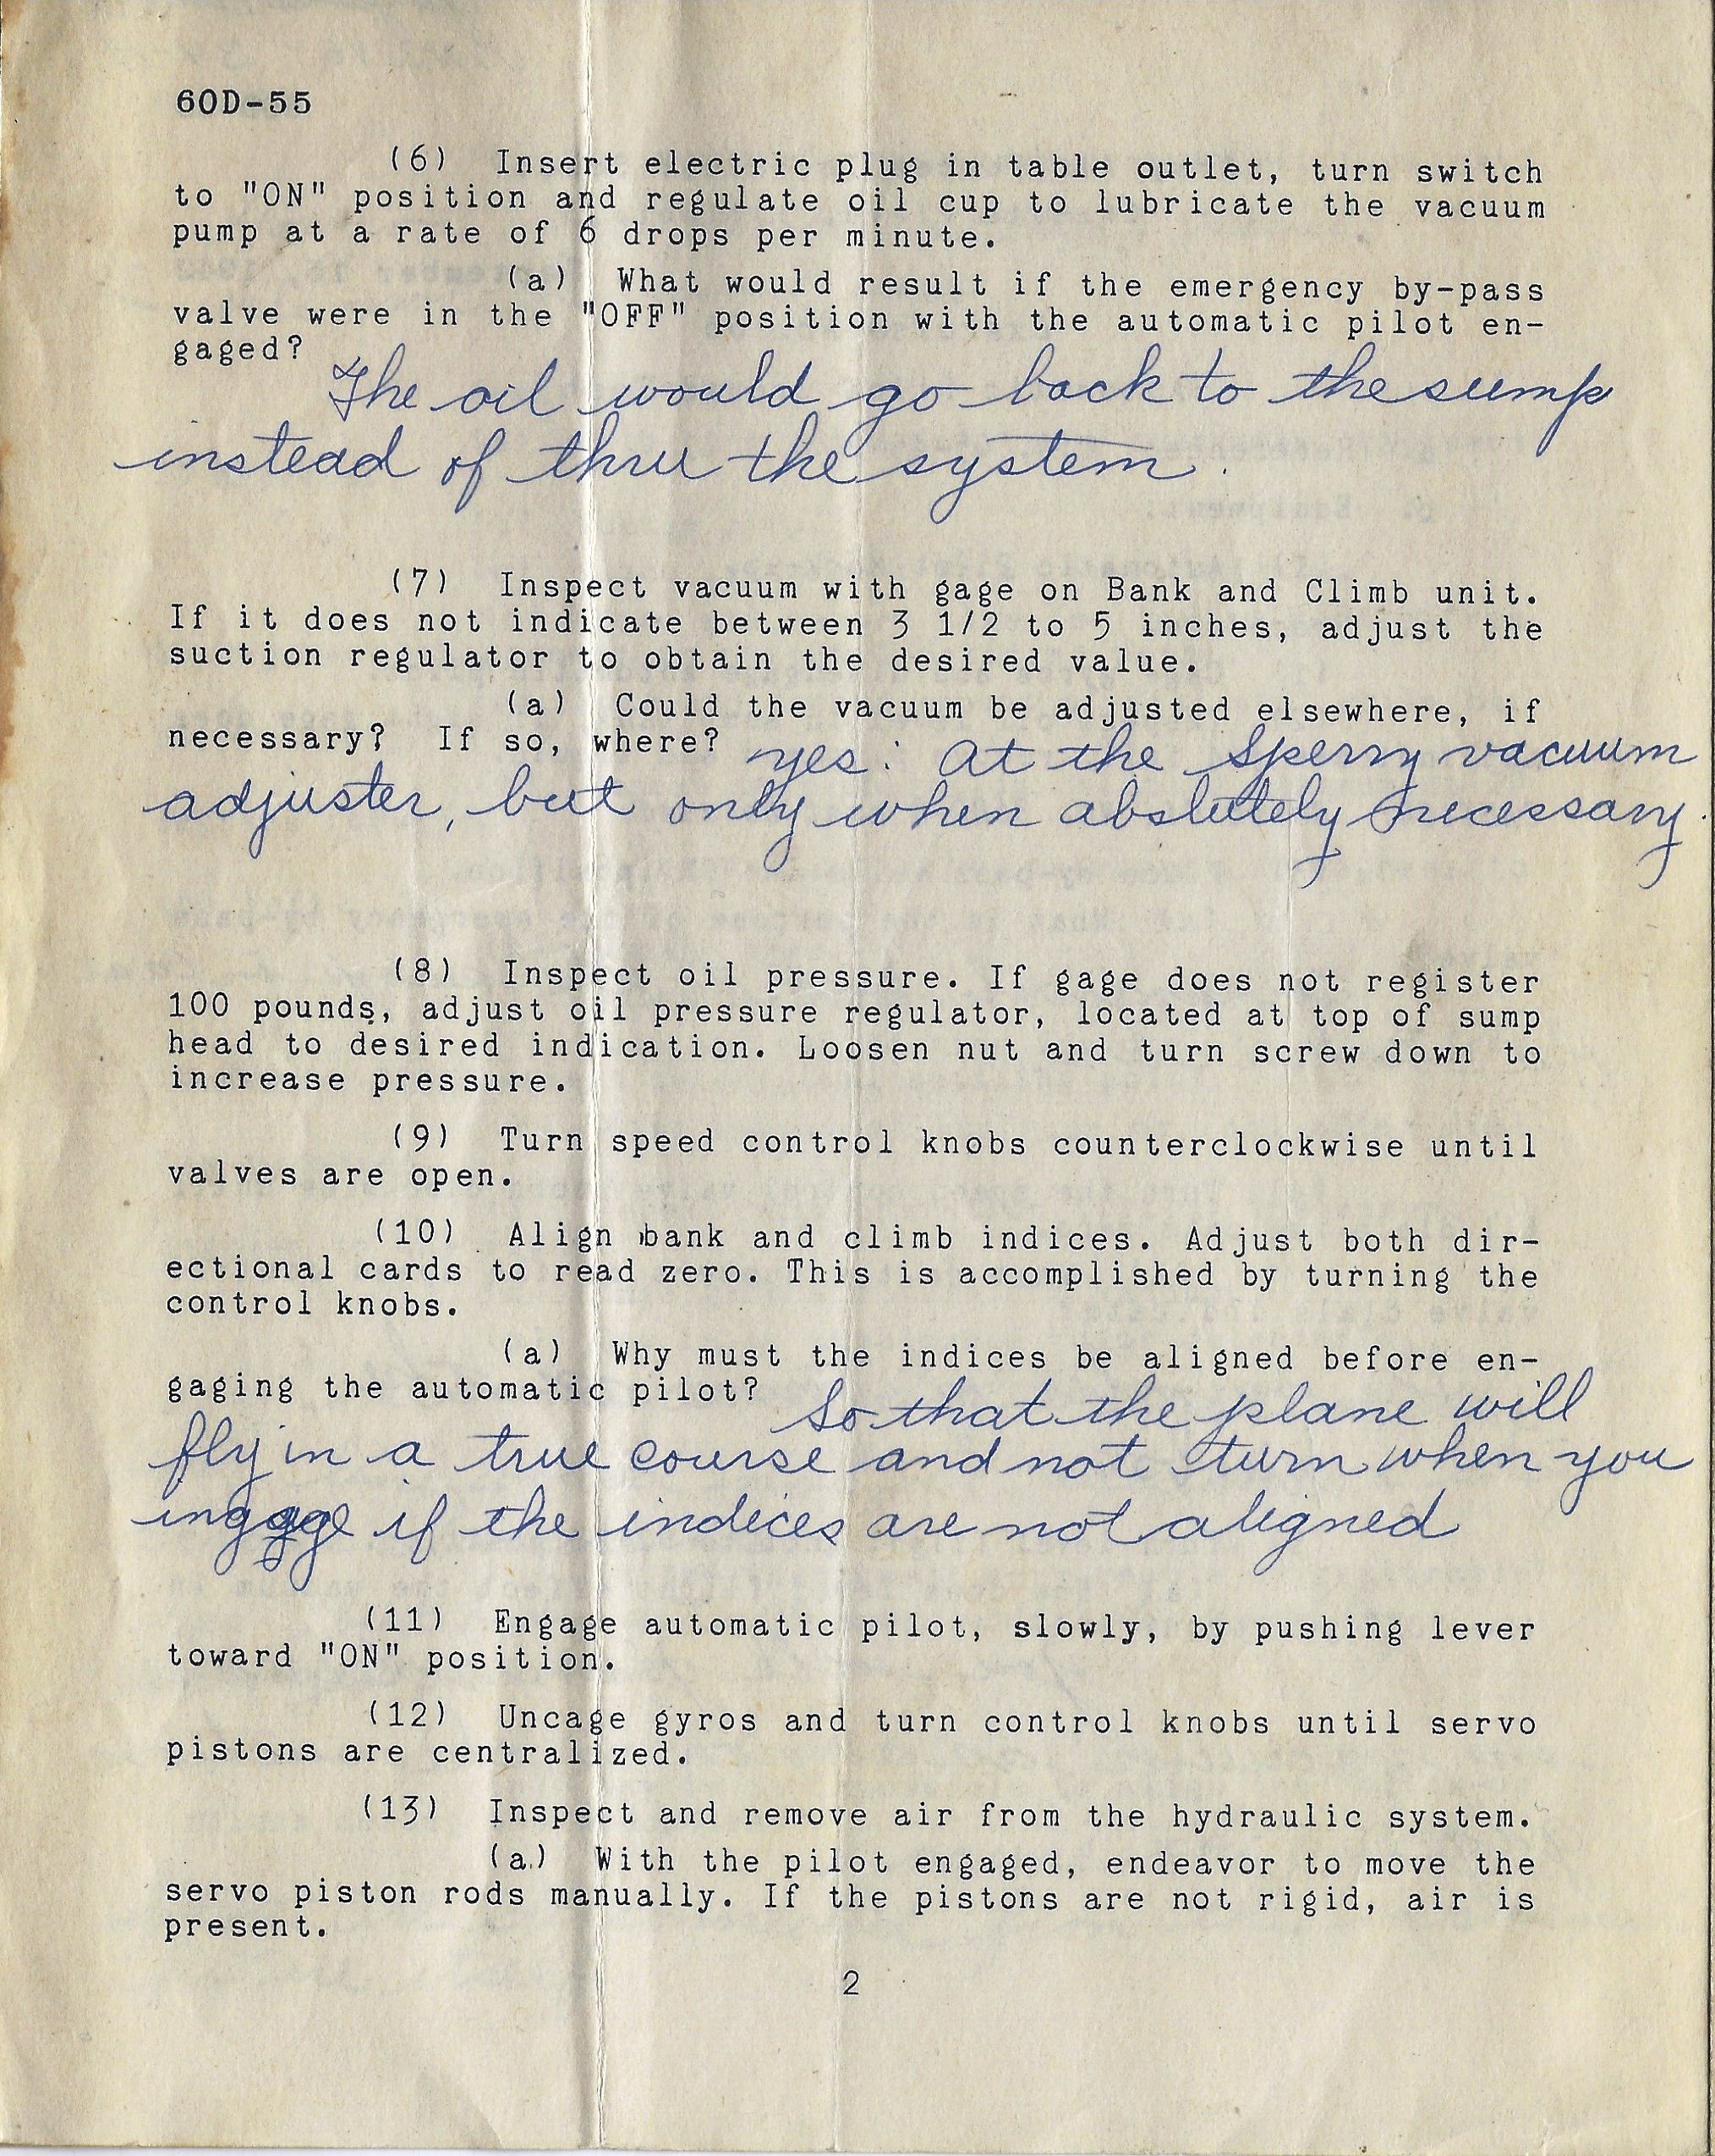 60D-55
(6) Insert electric plug in table outlet, turn switch
to "ON" position and regulate oil cup to lubricate the vacuum
pump at a rate of 6 drops per minute.
(a) What would result if the emergency by-pass
valve were in the "OFF" position with the automatic pilot en-
gaged?
The oil would go back to the sump
instead of thru the system.
(7) Inspect vacuum with gage on Bank and Climb unit.
If it does not indicate between 3 1/2 to 5 inches, adjust the
suction regulator to obtain the desired value.
(a) Could the vacuum be adjusted elsewhere, if
necessary? If so, where? yes: At the Sperry vacuum
adjuster, but only when abslutely necessary.
(8) Inspect oil pressure. If gage does not register
100 pounds, adjust oil pressure regulator, located at top of sump
head to desired indication. Loosen nut and turn screw down to
increase pressure.
(9) Turn speed control knobs counterclockwise until
valves are open.
(10) Align bank and climb indices. Adjust both dir-
ectional cards to read zero. This is accomplished by turning the
control knobs.
(a) Why must the indices be aligned before en-
gaging the automatic pilot? So that the plane will
fly in a true course and not turn when you
if the indices are not aligned
(11) Engage automatic pilot, slowly, by pushing lever
toward "ON" position.
(12) Uncage gyros and turn control knobs until servo
pistons are centralized.
(13) Inspect and remove air from the hydraulic system.
(a) With the pilot engaged, endeavor to move the
servo piston rods manually. If the pistons are not rigid, air is
present.
2